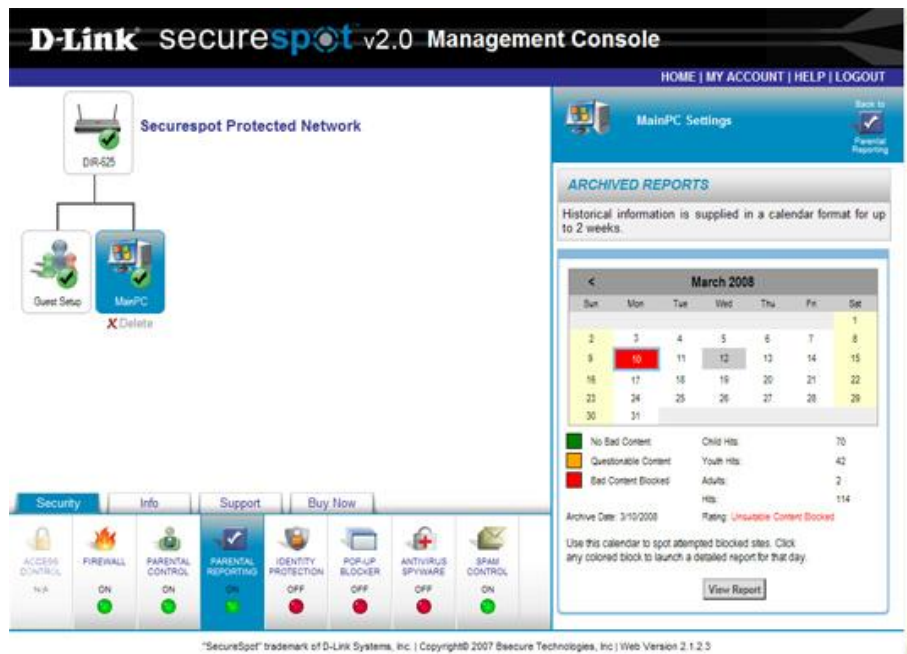 D-Link securespot v2.0 Management Console
HOME | MY ACCOUNT | HELP | LOGOUT
DIR-625
Securespot Protected Network
Guest Setup
MainPC
X Delete
MainPC Settings
Back to
Parental
Reporting
ARCHIVED REPORTS
Historical information is supplied in a calendar format for up
to 2 weeks.
< March 2008
Sun Mon Tue Wed Thu Fri Sat
1
2 3 4 5 6 7 8
9 10 11 12 13 14 15
16 17 18 19 20 21 22
23 24 25 26 27 28 29
30 31
No Bad Content Child Hits: 70
Questionable Content Youth Hits: 42
Bad Content Blocked Adults: 2
Hits: 114
Archive Date: 3/10/2008 Rating: Unsuitable Content Blocked
Use this calendar to spot attempted blocked sites. Click
any colored block to launch a detailed report for that day.
View Report
Security Info Support Buy Now
ACCESS
CONTROL
N/A
FIREWALL
ON
PARENTAL
CONTROL
ON
PARENTAL
REPORTING
ON
IDENTITY
PROTECTION
OFF
POP-UP
BLOCKER
OFF
ANTIVIRUS
SPYWARE
OFF
SPAM
CONTROL
ON
"SecureSpot" trademark of D-Link Systems, Inc. | Copyright© 2007 Bsecure Technologies, Inc | Web Version 2.1.2.3